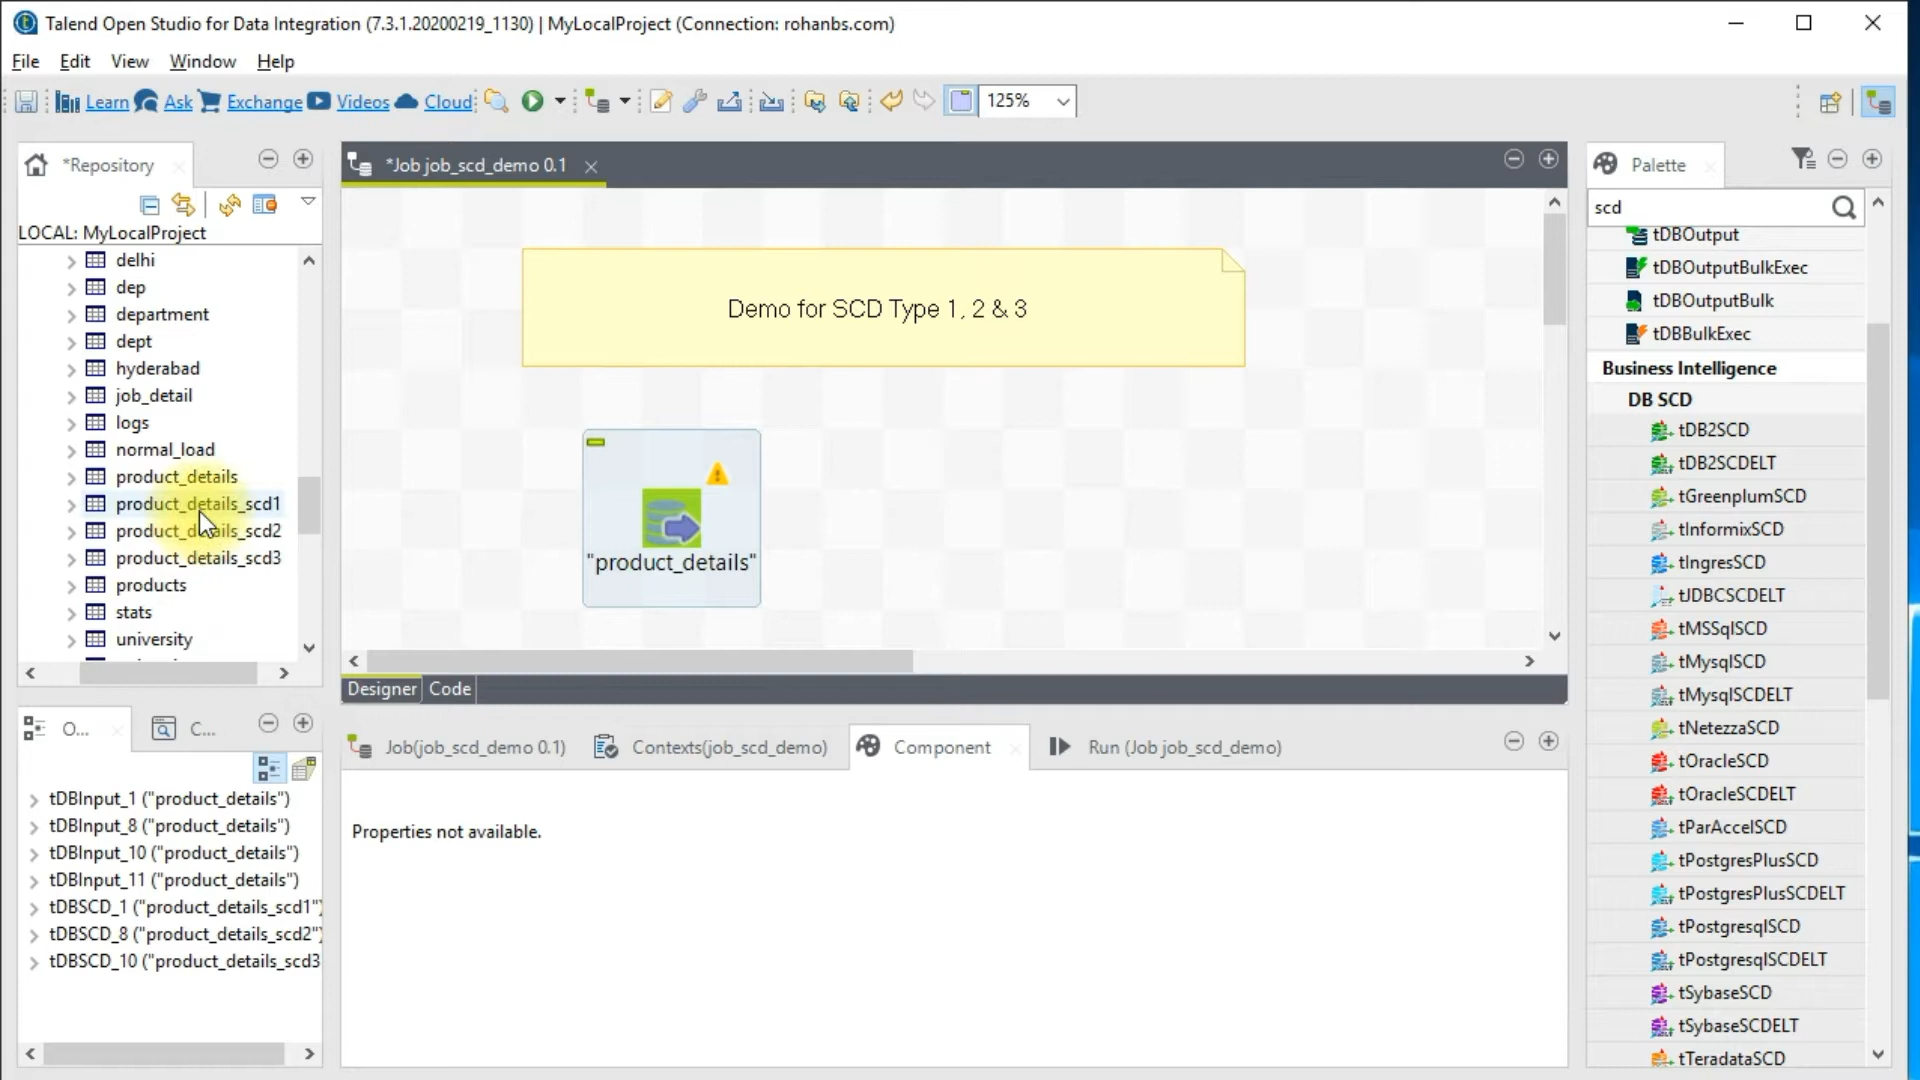 Talend Open Studio for Data Integration (7.3.1.20200219_1130) | MyLocalProject (Connection: rohanbs.com)
File Edit View Window Help
Learn Ask Exchange Videos Cloud 125%
*Repository
LOCAL: MyLocalProject
delhi
dep
department
dept
hyderabad
job_detail
logs
normal_load
product_details
product_details_scd1
product_details_scd2
product_details_scd3
products
stats
university
*Job job_scd_demo 0.1
Demo for SCD Type 1, 2 & 3
"product_details"
Designer Code
Palette
scd
tDBOutput
tDBOutputBulkExec
tDBOutputBulk
tDBBulkExec
Business Intelligence
DB SCD
tDB2SCD
tDB2SCDELT
tGreenplumSCD
tInformixSCD
tIngresSCD
tJDBCSCDELT
tMSSqlSCD
tMysqlSCD
tMysqlSCDELT
tNetezzaSCD
tOracleSCD
tOracleSCDELT
tParAccelSCD
tPostgresPlusSCD
tPostgresPlusSCDELT
tPostgresqlSCD
tPostgresqlSCDELT
tSybaseSCD
tSybaseSCDELT
tTeradataSCD
O... C...
tDBInput_1 ("product_details")
tDBInput_8 ("product_details")
tDBInput_10 ("product_details")
tDBInput_11 ("product_details")
tDBSCD_1 ("product_details_scd1")
tDBSCD_8 ("product_details_scd2")
tDBSCD_10 ("product_details_scd3
Job(job_scd_demo 0.1) Contexts(job_scd_demo) Component Run (Job job_scd_demo)
Properties not available.